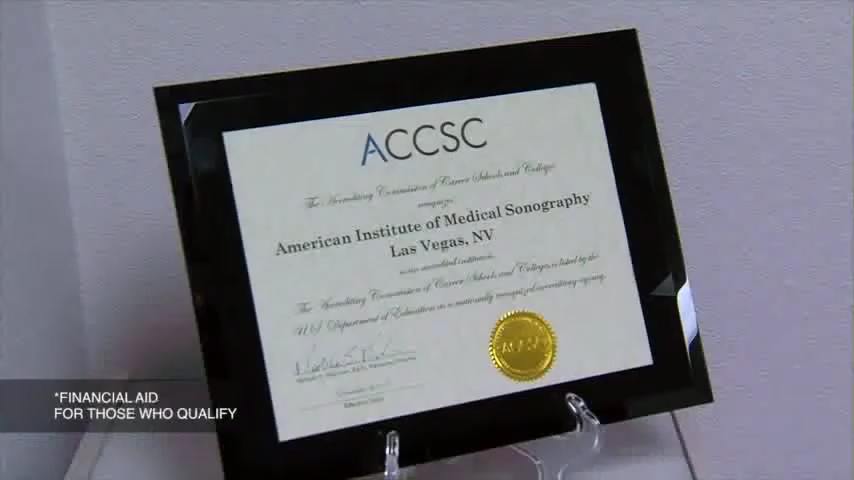 ACCSC
The Accrediting Commission of Career Schools and Colleges
recognizes
American Institute of Medical Sonography
Las Vegas, NV
as an accredited institution.
The Accrediting Commission of Career Schools and Colleges is listed by the
U.S. Department of Education as a nationally recognized accrediting agency.
ACCSC
*FINANCIAL AID
FOR THOSE WHO QUALIFY